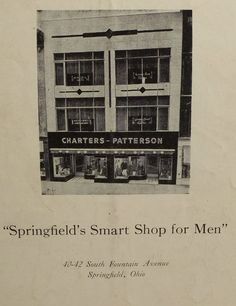 CHARTERS - PATTERSON
"Springfield's Smart Shop for Men"
40-42 South Fountain Avenue
Springfield, Ohio